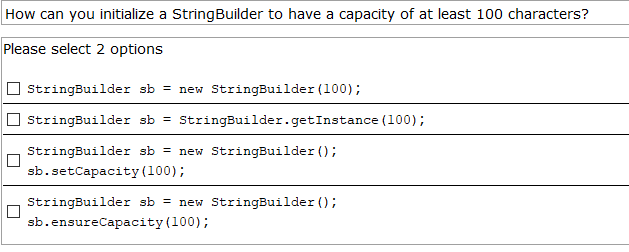 How can you initialize a StringBuilder to have a capacity of at least 100 characters?
Please select 2 options
StringBuilder sb = new StringBuilder(100);
StringBuilder sb = StringBuilder.getInstance(100);
StringBuilder sb = new StringBuilder();
sb.setCapacity(100);
StringBuilder sb = new StringBuilder();
sb.ensureCapacity(100);